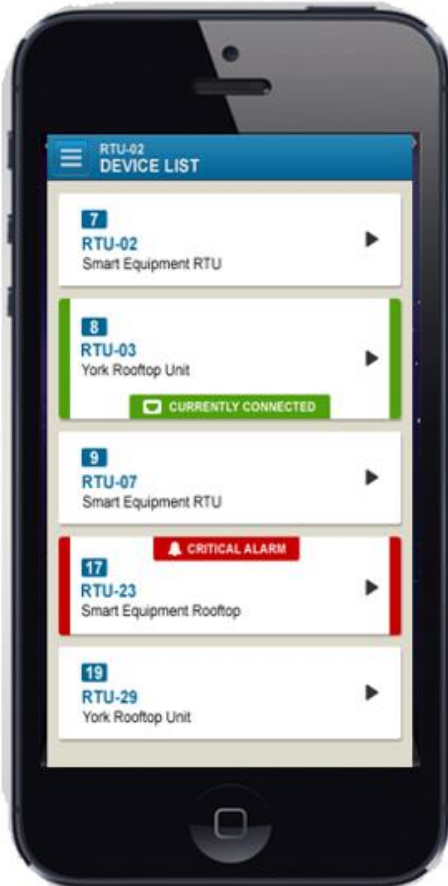 RTU-02
DEVICE LIST
7
RTU-02
Smart Equipment RTU
8
RTU-03
York Rooftop Unit
CURRENTLY CONNECTED
9
RTU-07
Smart Equipment RTU
CRITICAL ALARM
17
RTU-23
Smart Equipment Rooftop
19
RTU-29
York Rooftop Unit